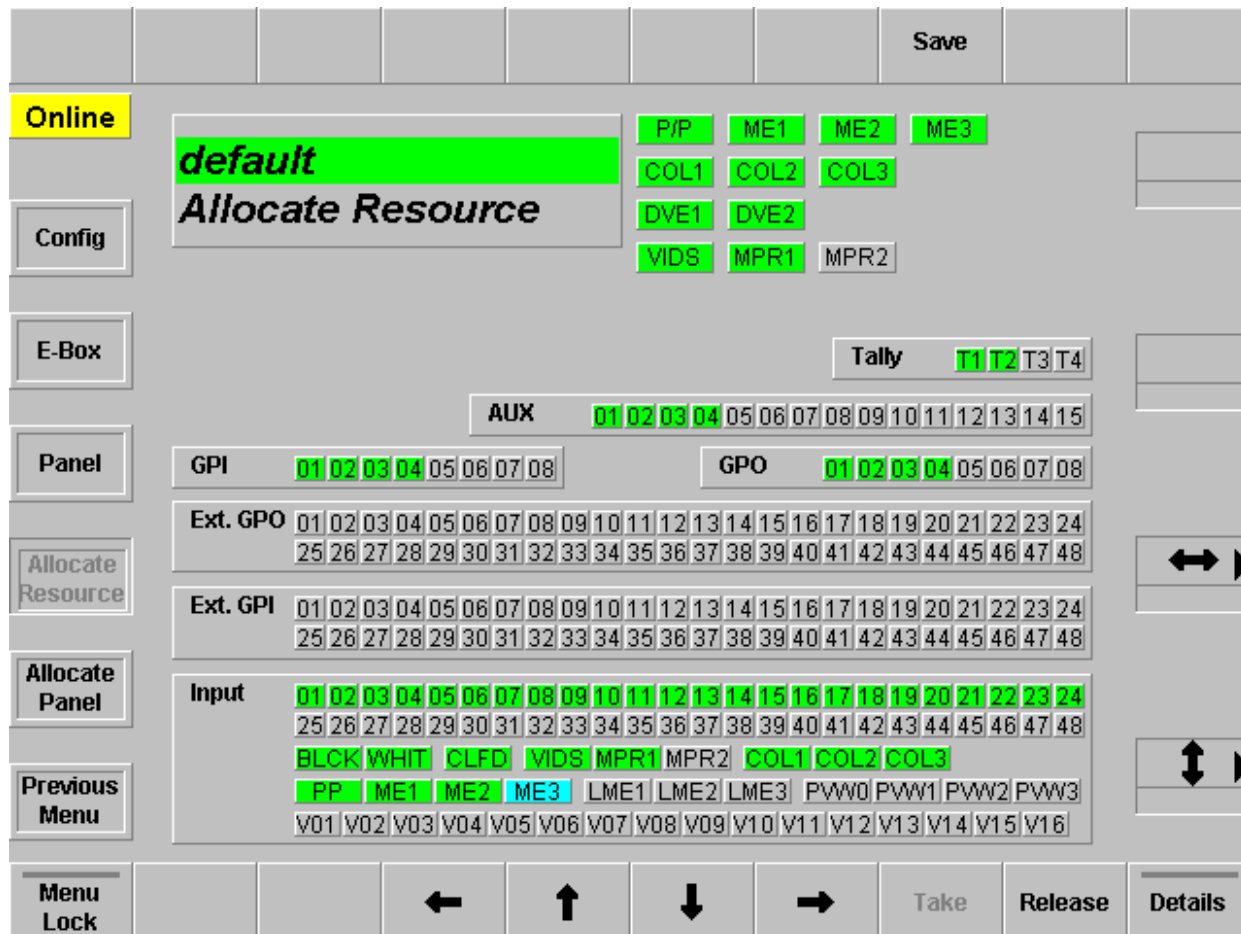 Save
Online
default
Allocate Resource
P/P ME1 ME2 ME3
COL1 COL2 COL3
DVE1 DVE2
VIDS MPR1 MPR2
Config
E-Box
Tally T1 T2 T3 T4
AUX 01 02 03 04 05 06 07 08 09 10 11 12 13 14 15
Panel
GPI 01 02 03 04 05 06 07 08
GPO 01 02 03 04 05 06 07 08
Ext. GPO 01 02 03 04 05 06 07 08 09 10 11 12 13 14 15 16 17 18 19 20 21 22 23 24
25 26 27 28 29 30 31 32 33 34 35 36 37 38 39 40 41 42 43 44 45 46 47 48
Allocate
Resource
Ext. GPI 01 02 03 04 05 06 07 08 09 10 11 12 13 14 15 16 17 18 19 20 21 22 23 24
25 26 27 28 29 30 31 32 33 34 35 36 37 38 39 40 41 42 43 44 45 46 47 48
Allocate
Panel
Input 01 02 03 04 05 06 07 08 09 10 11 12 13 14 15 16 17 18 19 20 21 22 23 24
25 26 27 28 29 30 31 32 33 34 35 36 37 38 39 40 41 42 43 44 45 46 47 48
BLCK WHIT CLFD VIDS MPR1 MPR2 COL1 COL2 COL3
PP ME1 ME2 ME3 LME1 LME2 LME3 PVW0 PVW1 PVW2 PVW3
V01 V02 V03 V04 V05 V06 V07 V08 V09 V10 V11 V12 V13 V14 V15 V16
Previous
Menu
Menu
Lock
Take
Release
Details